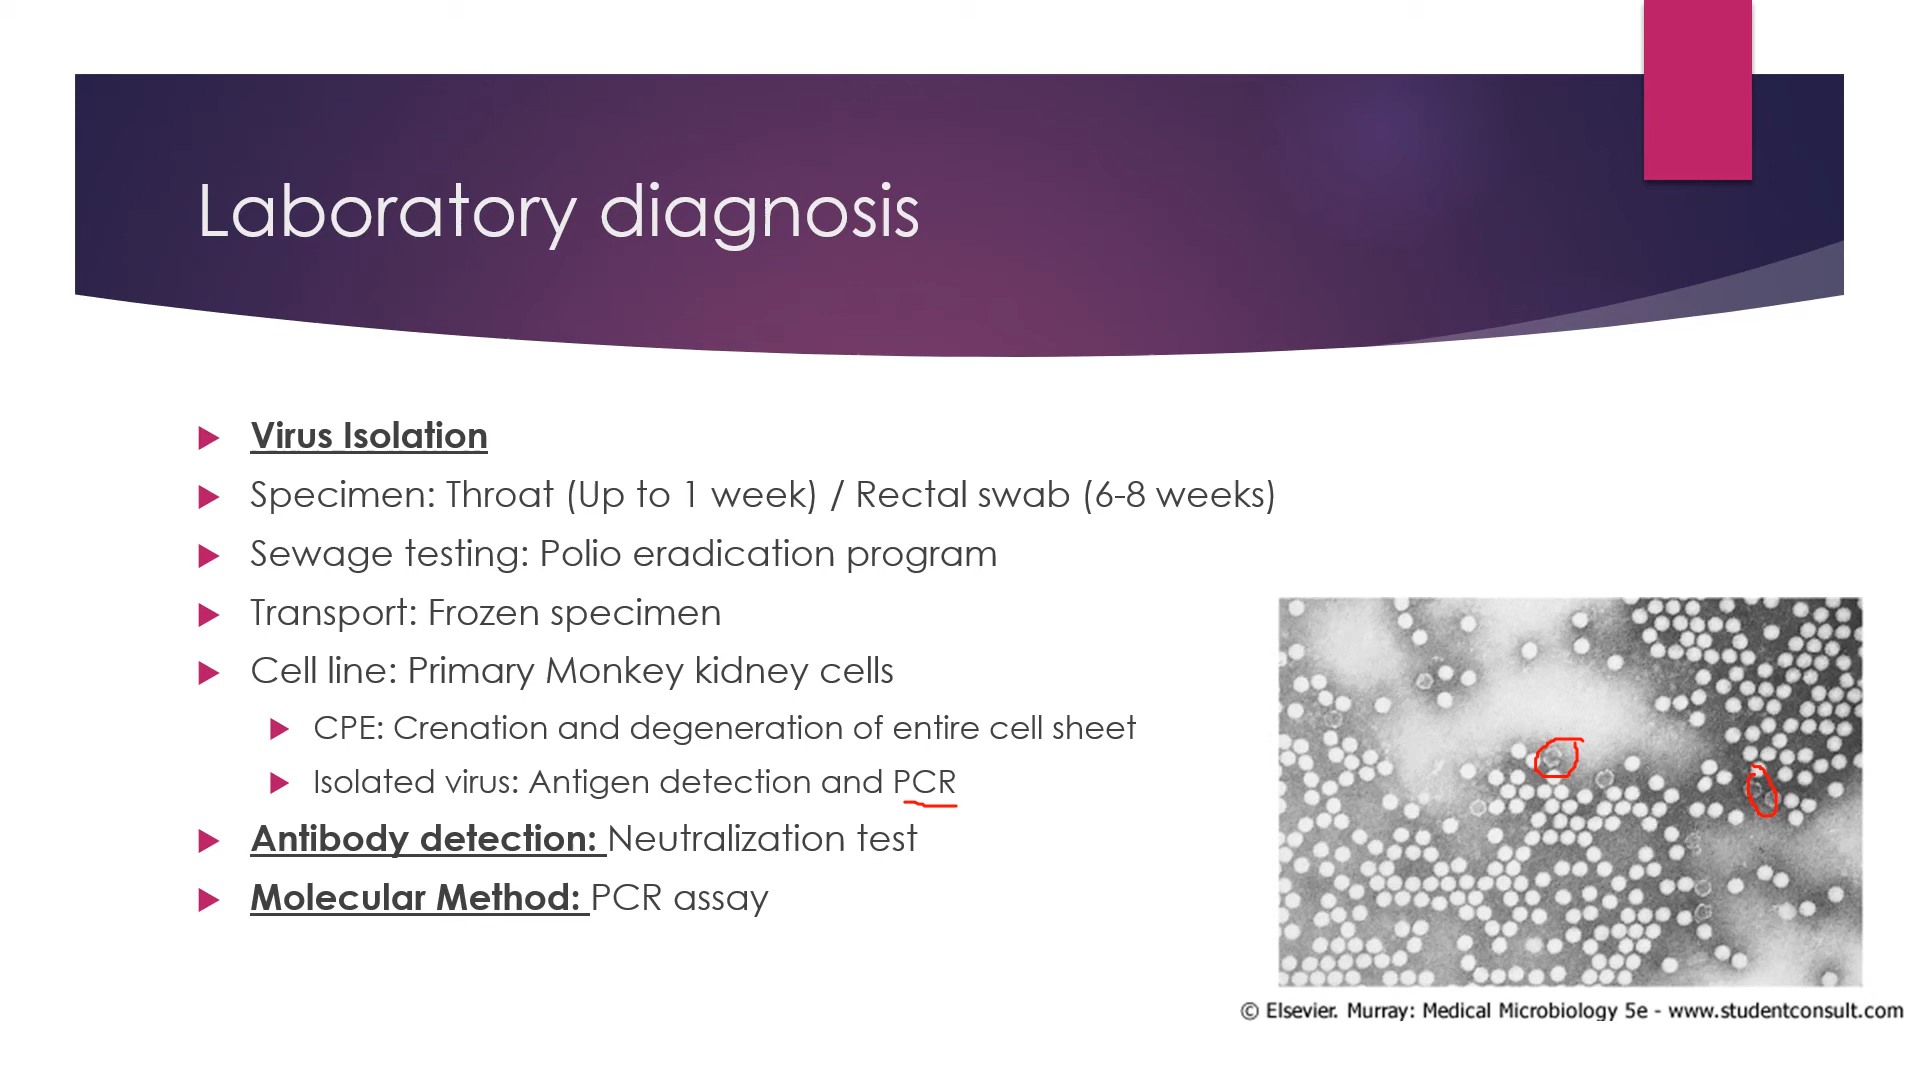 Laboratory diagnosis
Virus Isolation
Specimen: Throat (Up to 1 week) / Rectal swab (6-8 weeks)
Sewage testing: Polio eradication program
Transport: Frozen specimen
Cell line: Primary Monkey kidney cells
CPE: Crenation and degeneration of entire cell sheet
Isolated virus: Antigen detection and PCR
Antibody detection: Neutralization test
Molecular Method: PCR assay
© Elsevier. Murray: Medical Microbiology 5e - www.studentconsult.com